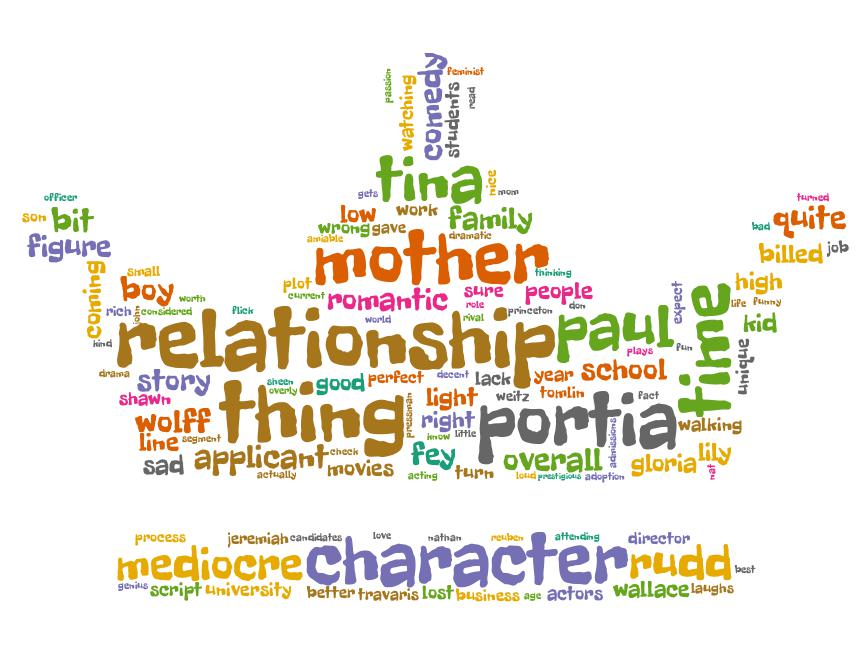 comedy
feminist
passion
watching
students
read
tina
nice
gets
mom
officer
son
bit
figure
turned
quite
bad
billed
job
low
work
family
wrong
gave
amiable
dramatic
mother
thinking
coming
small
boy
worth
plot
current
romantic
sure
people
role
high
life
funny
kid
rich
john
considered
flick
world
rival
princeton
don
expect
time
kind
relationship
paul
plays
fun
unique
drama
story
shawn
sheen
overly
good
perfect
decent
lack
year
school
thing
pressman
light
weitz
tomlin
fact
wolff
line
segment
right
know
little
portia
admissions
walking
sad
applicant
check
actually
movies
fey
acting
turn
overall
loud
prestigious
adoption
gloria
lily
nat
process
jeremiah
candidates
love
nathan
reuben
attending
director
mediocre
character
rudd
best
genius
script
university
better
travaris
lost
business
age
actors
wallace
laughs